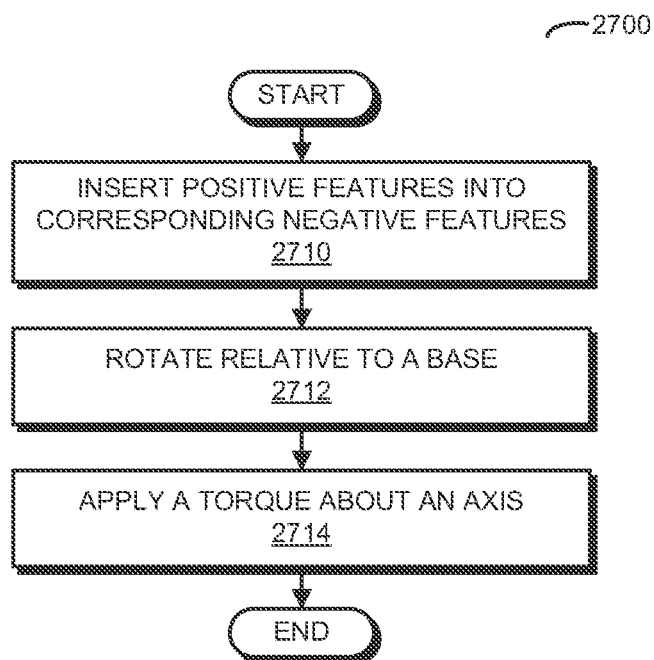 2700
START
INSERT POSITIVE FEATURES INTO
CORRESPONDING NEGATIVE FEATURES
2710
ROTATE RELATIVE TO A BASE
2712
APPLY A TORQUE ABOUT AN AXIS
2714
END